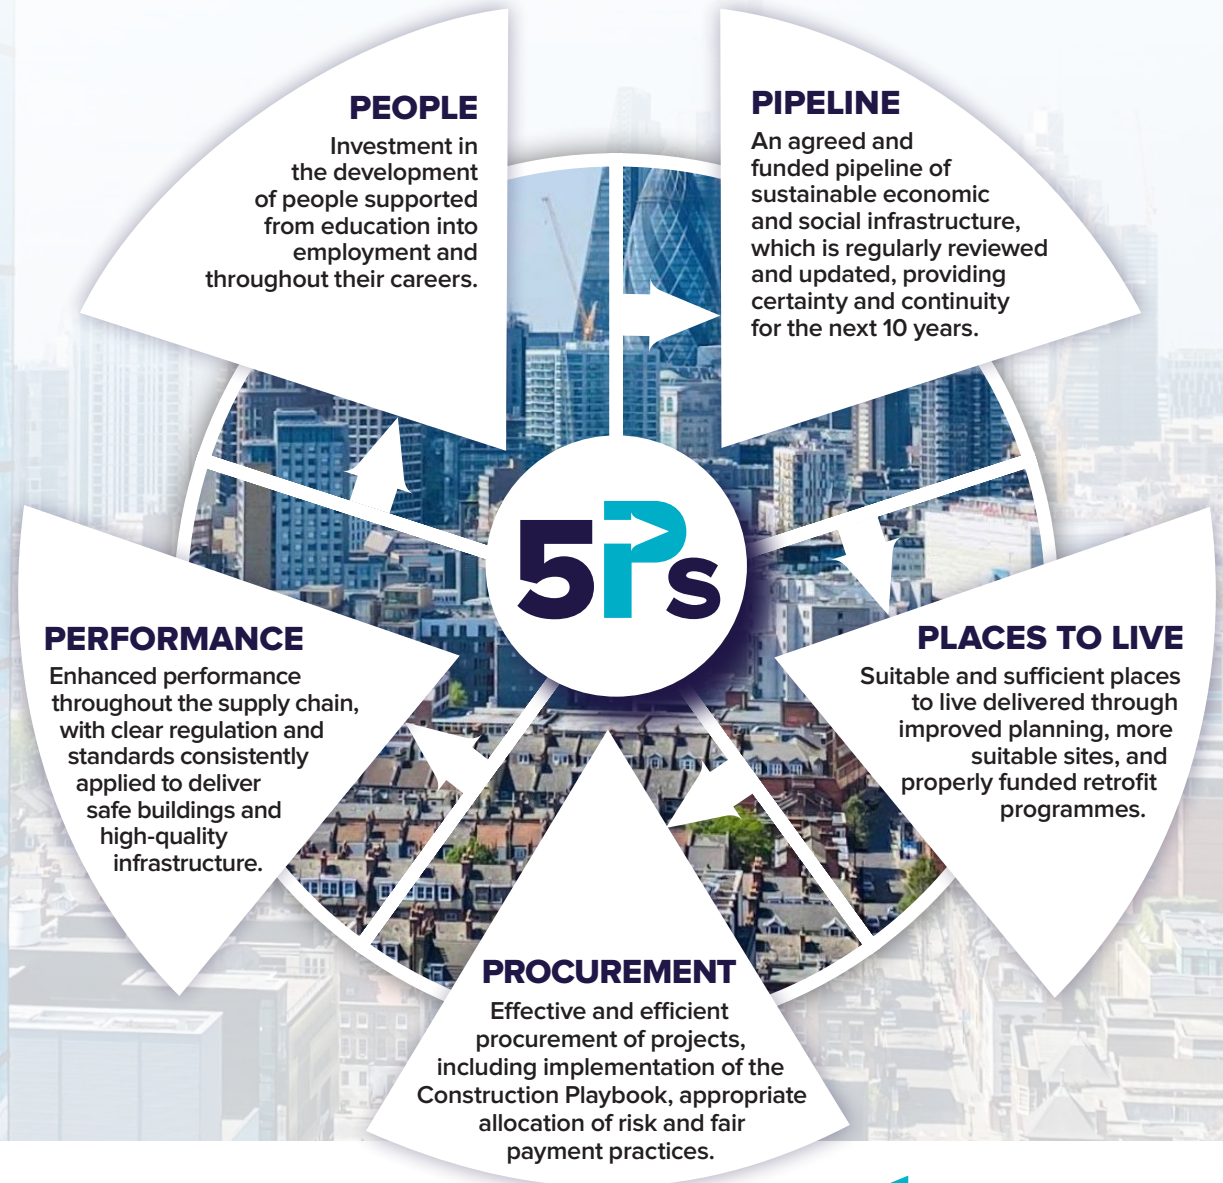 PEOPLE
Investment in
the development
of people supported
from education into
employment and
throughout their careers.
PIPELINE
An agreed and
funded pipeline of
sustainable economic
and social infrastructure,
which is regularly reviewed
and updated, providing
certainty and continuity
for the next 10 years.
5Ps
PERFORMANCE
Enhanced performance
throughout the supply chain,
with clear regulation and
standards consistently
applied to deliver
safe buildings and
high-quality
infrastructure.
PLACES TO LIVE
Suitable and sufficient places
to live delivered through
improved planning, more
suitable sites, and
properly funded retrofit
programmes.
PROCUREMENT
Effective and efficient
procurement of projects,
including implementation of the
Construction Playbook, appropriate
allocation of risk and fair
payment practices.